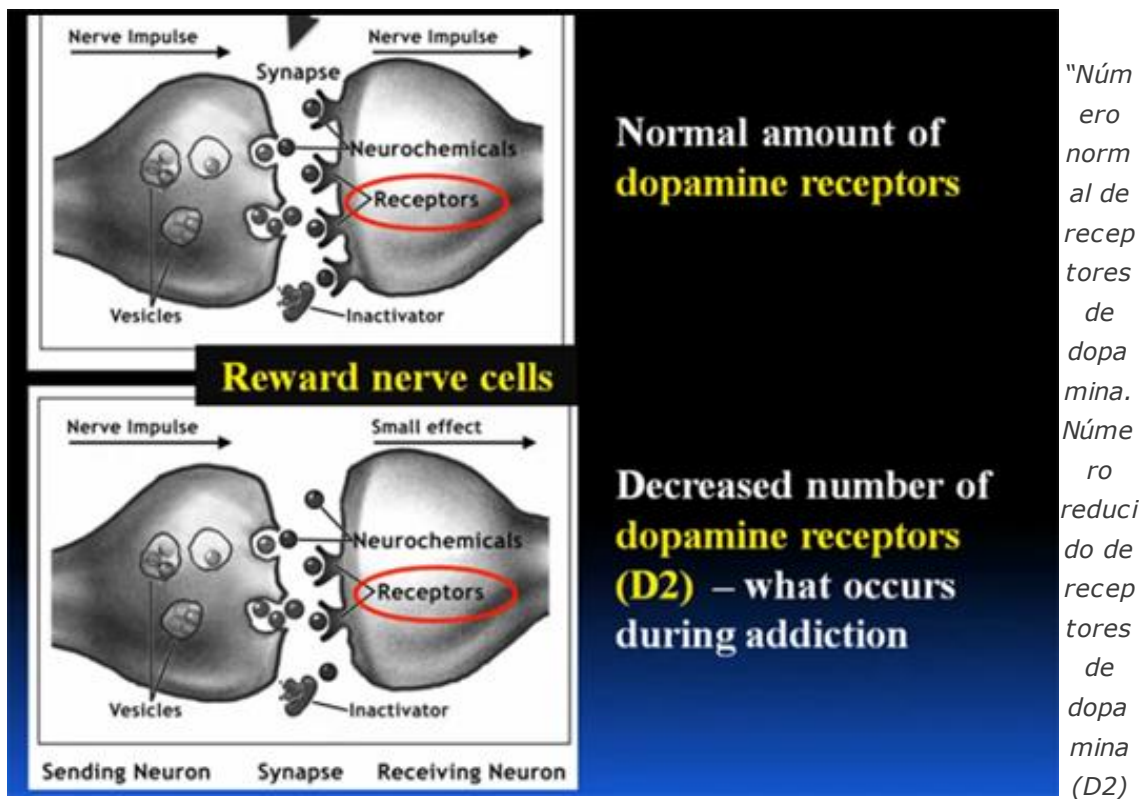 Nerve Impulse
Nerve Impulse
Synapse
Neurochemicals
Receptors
Vesicles
Inactivator
Normal amount of
dopamine receptors
Reward nerve cells
Nerve Impulse
Small effect
Neurochemicals
Receptors
Vesicles
Inactivator
Sending Neuron
Synapse
Receiving Neuron
Decreased number of
dopamine receptors
(D2) – what occurs
during addiction
“Núm
ero
norm
al de
recep
tores
de
dopa
mina.
Núme
ro
reduci
do de
recep
tores
de
dopa
mina
(D2)